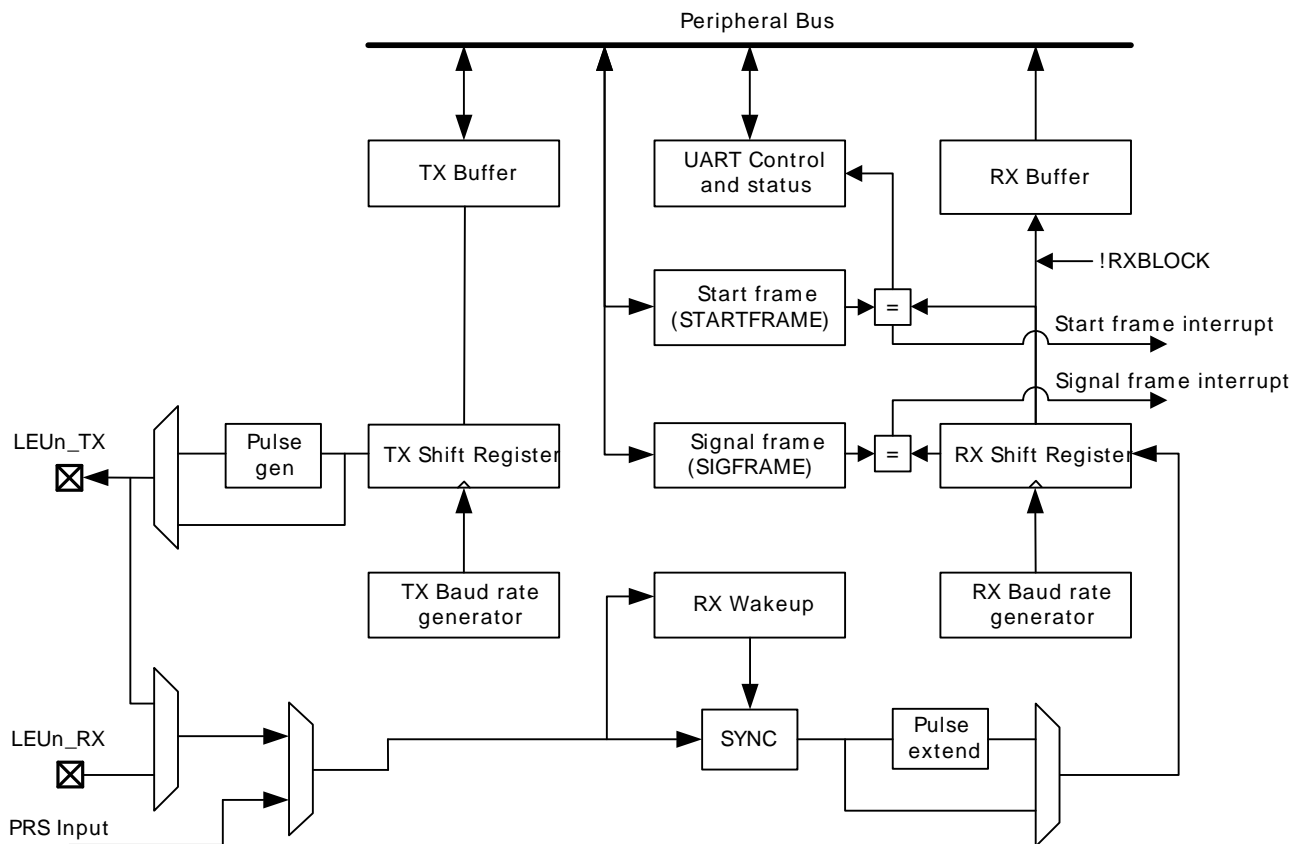 Peripheral Bus
TX Buffer
UART Control
and status
RX Buffer
!RXBLOCK
Start frame
(STARTFRAME)
=
Start frame interrupt
Signal frame interrupt
LEUn_TX
Pulse
gen
TX Shift Register
Signal frame
(SIGFRAME)
=
RX Shift Register
TX Baud rate
generator
RX Wakeup
RX Baud rate
generator
LEUn_RX
SYNC
Pulse
extend
PRS Input